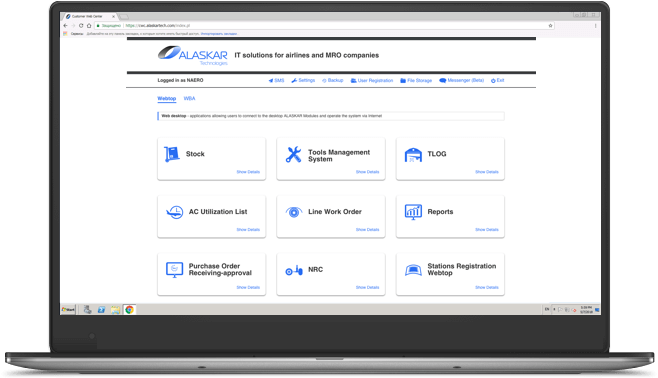 Customer Web Center
https://cwc.alaskartech.com/index.jsf
Сервисы
Импортировать закладки...
ALASKAR
Technologies
IT solutions for airlines and MRO companies
Logged in as NAERO
SMS Settings Backup User Registration File Storage Messenger (Beta) Exit
Webtop WBA
Web desktop - applications allowing users to connect to the desktop ALASKAR Modules and operate the system via internet
Stock
Show Details
Tools Management
System
Show Details
TLOG
Show Details
AC Utilization List
Show Details
Line Work Order
Show Details
Reports
Show Details
Purchase Order
Receiving-approval
Show Details
NRC
Show Details
Stations Registration
Webtop
Show Details
Start
EN